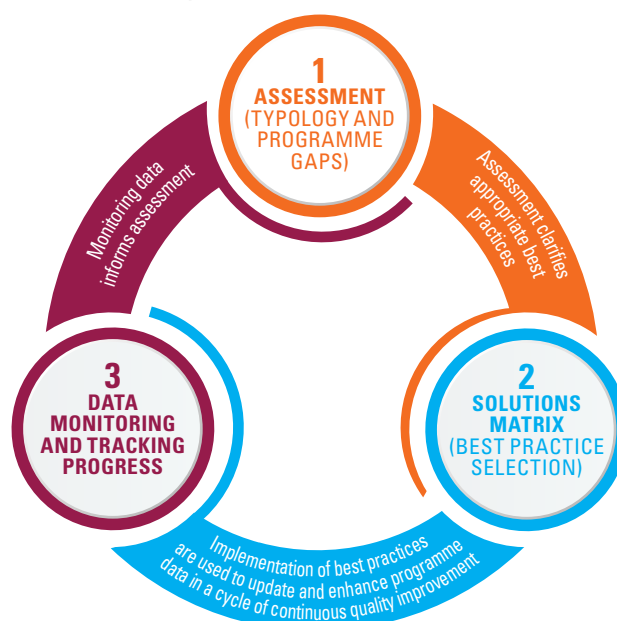 1
ASSESSMENT
(TYPOLOGY AND
PROGRAMME
GAPS)
Assessment clarifies
appropriate best
practices
2
SOLUTIONS
MATRIX
(BEST PRACTICE
SELECTION)
Implementation of best practices
are used to update and enhance programme
data in a cycle of continuous quality improvement
3
DATA
MONITORING
AND TRACKING
PROGRESS
Monitoring data
informs assessment